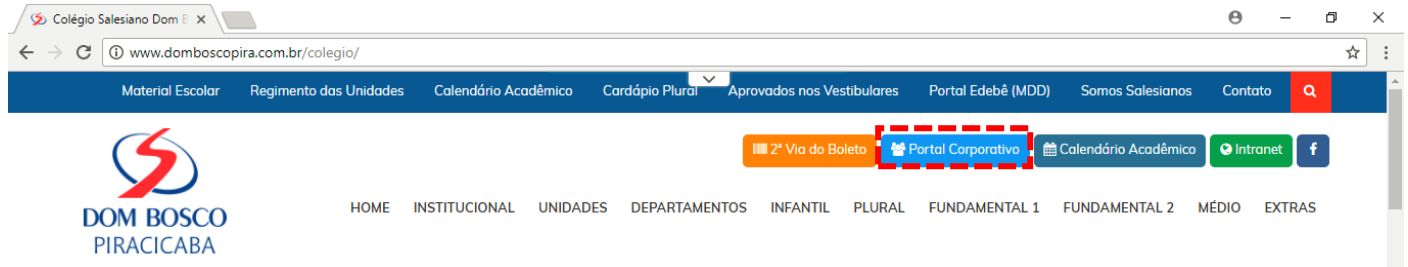 Colégio Salesiano Dom B
www.domboscopira.com.br/colegio/
Material Escolar Regimento das Unidades Calendário Acadêmico Cardápio Plural Aprovados nos Vestibulares Portal Edebê (MDD) Somos Salesianos Contato
2ª Via do Boleto Portal Corporativo Calendário Acadêmico Intranet f
DOM BOSCO
PIRACICABA
HOME INSTITUCIONAL UNIDADES DEPARTAMENTOS INFANTIL PLURAL FUNDAMENTAL 1 FUNDAMENTAL 2 MÉDIO EXTRAS